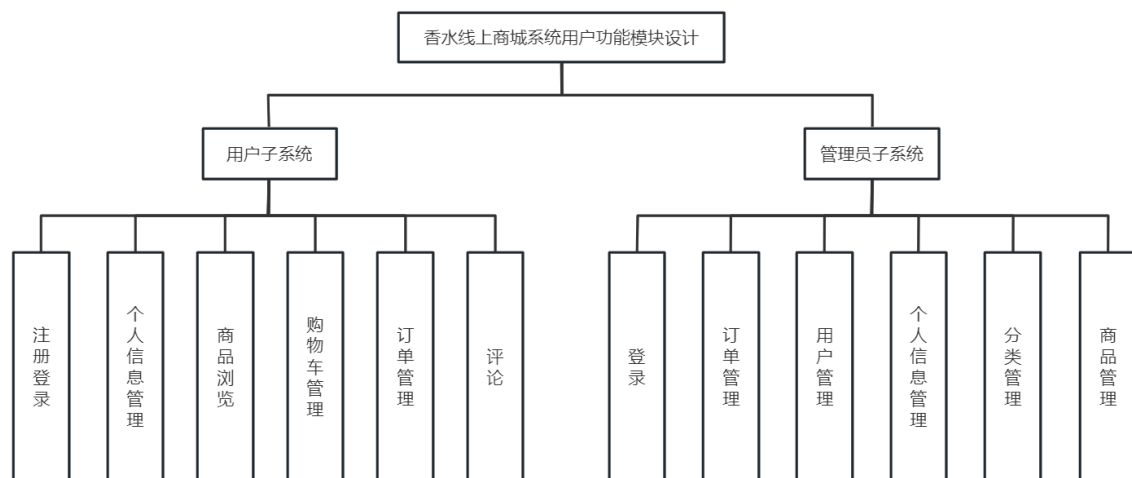 香水线上商城系统用户功能模块设计
用户子系统
管理员子系统
注册登录
个人信息管理
商品浏览
购物车管理
订单管理
评论
登录
订单管理
用户管理
个人信息管理
分类管理
商品管理